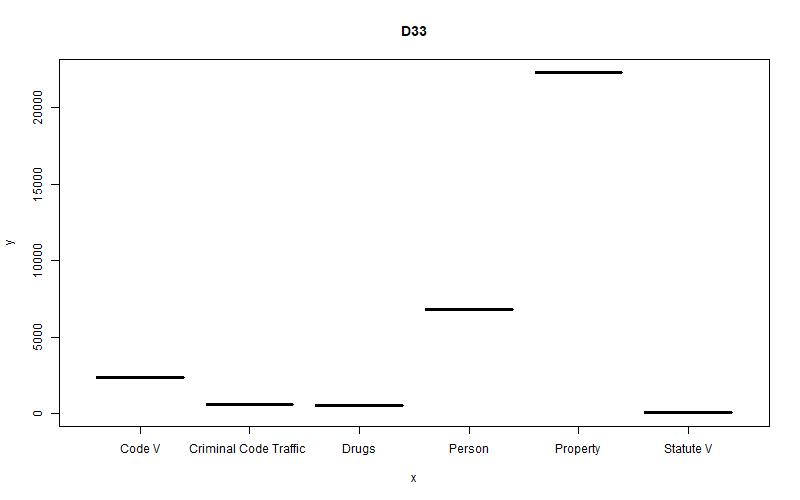 D33
y
20000
15000
10000
5000
0
Code V Criminal Code Traffic Drugs Person Property Statute V
x